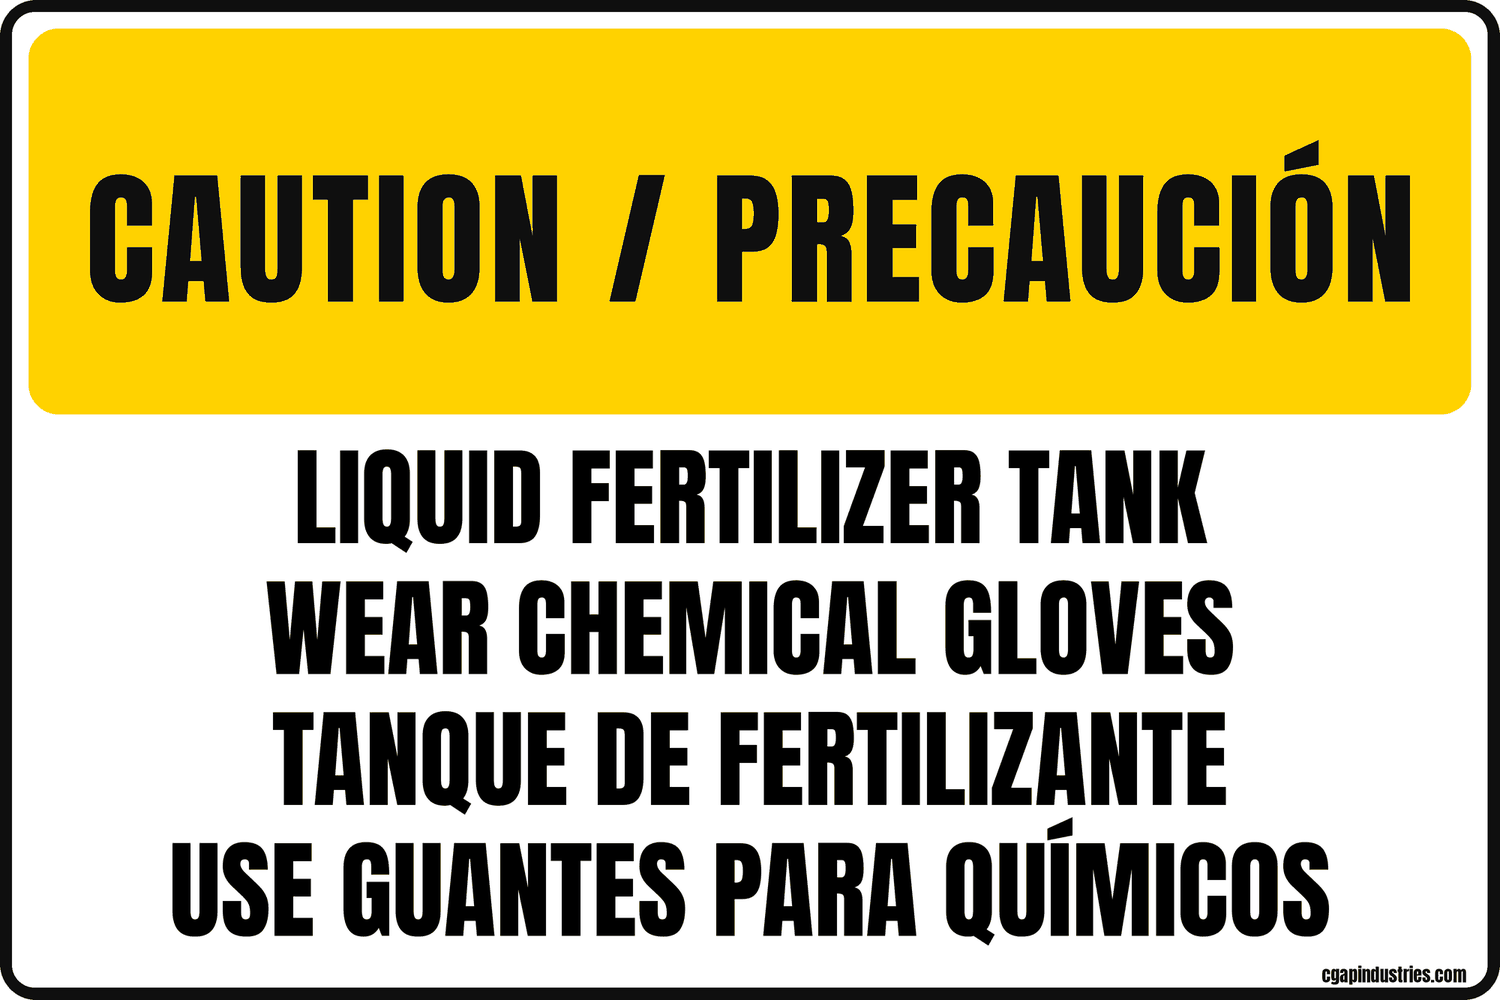 CAUTION / PRECAUCIÓN
LIQUID FERTILIZER TANK
WEAR CHEMICAL GLOVES
TANQUE DE FERTILIZANTE
USE GUANTES PARA QUÍMICOS
cgapindustries.com